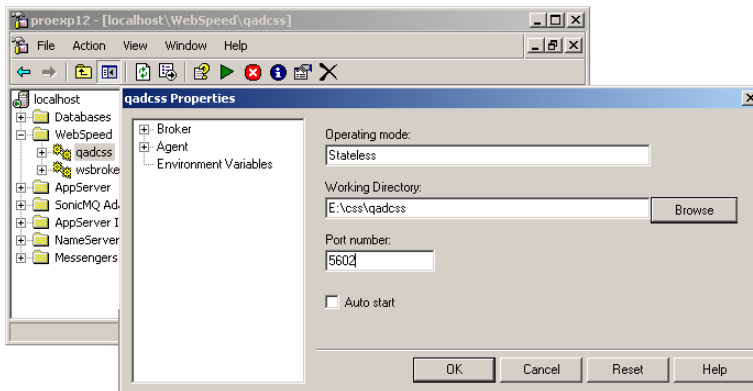 proexp12 - [localhost\WebSpeed\qadcss]
File Action View Window Help
localhost
Databases
WebSpeed
qadcss
wsbroke
AppServer
SonicMQ Ada
AppServer I
NameServer
Messengers
qadcss Properties
Broker
Agent
Environment Variables
Operating mode:
Stateless
Working Directory:
E:\css\qadcss
Browse
Port number:
5602
Auto start
OK Cancel Reset Help